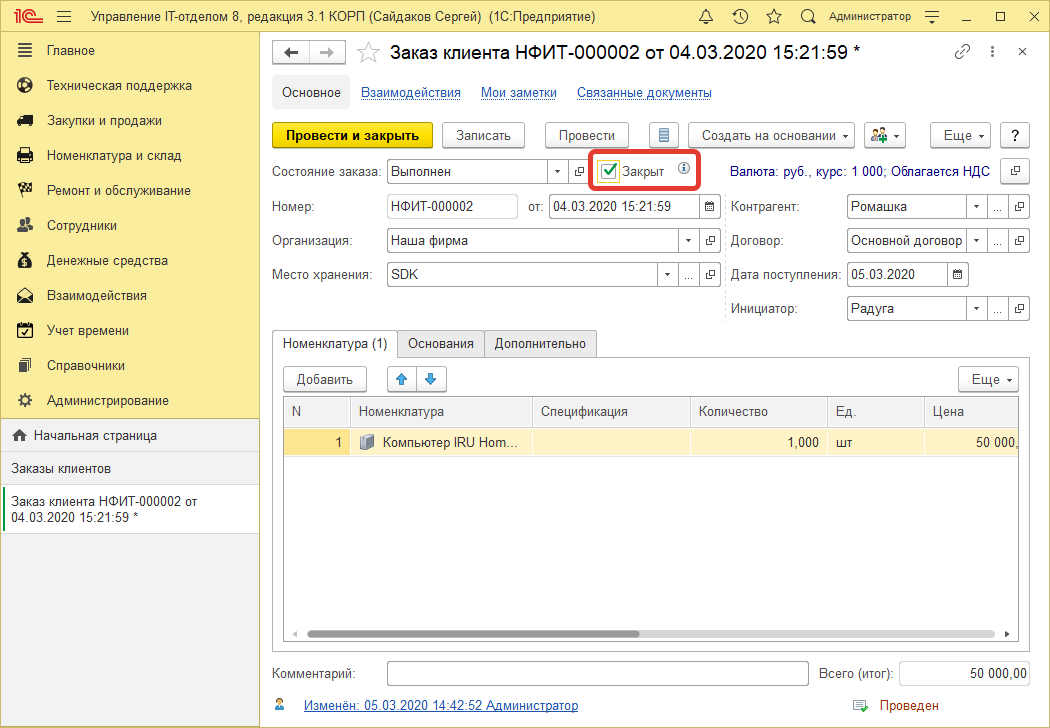 1С Управление IT-отделом 8, редакция 3.1 КОРП (Сайдаков Сергей) (1С:Предприятие) Администратор
Главное
Техническая поддержка
Закупки и продажи
Номенклатура и склад
Ремонт и обслуживание
Сотрудники
Денежные средства
Взаимодействия
Учет времени
Справочники
Администрирование
Начальная страница
Заказы клиентов
Заказ клиента НФИТ-000002 от
04.03.2020 15:21:59 *
Заказ клиента НФИТ-000002 от 04.03.2020 15:21:59 *
Основное Взаимодействия Мои заметки Связанные документы
Провести и закрыть Записать Провести Создать на основании Еще ?
Состояние заказа: Выполнен Закрыт Валюта: руб., курс: 1 000; Облагается НДС
Номер: НФИТ-000002 от: 04.03.2020 15:21:59 Контрагент: Ромашка ...
Организация: Наша фирма Договор: Основной договор ...
Место хранения: SDK ... Дата поступления: 05.03.2020
Инициатор: Радуга ...
Номенклатура (1) Основания Дополнительно
Добавить Еще
N Номенклатура Спецификация Количество Ед. Цена
1 Компьютер IRU Hom... 1,000 шт 50 000,
Комментарий: Всего (итог): 50 000,00
Изменён: 05.03.2020 14:42:52 Администратор Проведен